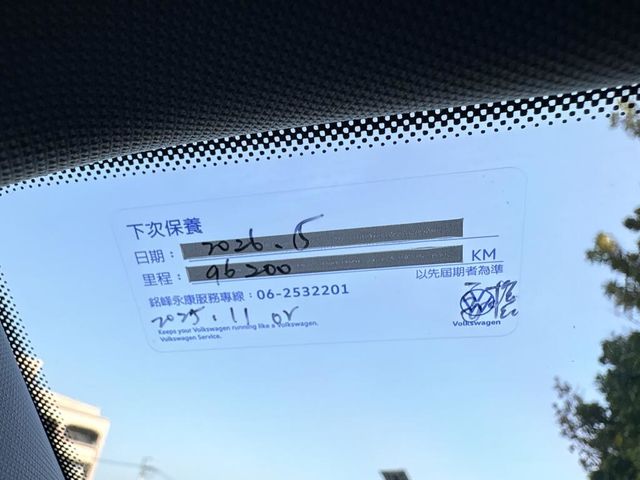 下次保養
日期：2026.5
里程：96200 KM
以先屆期者為準
銘峰永康服務專線：06-2532201
2025.11.02
Keeps your Volkswagen running like a Volkswagen.
Volkswagen Service.
Volkswagen